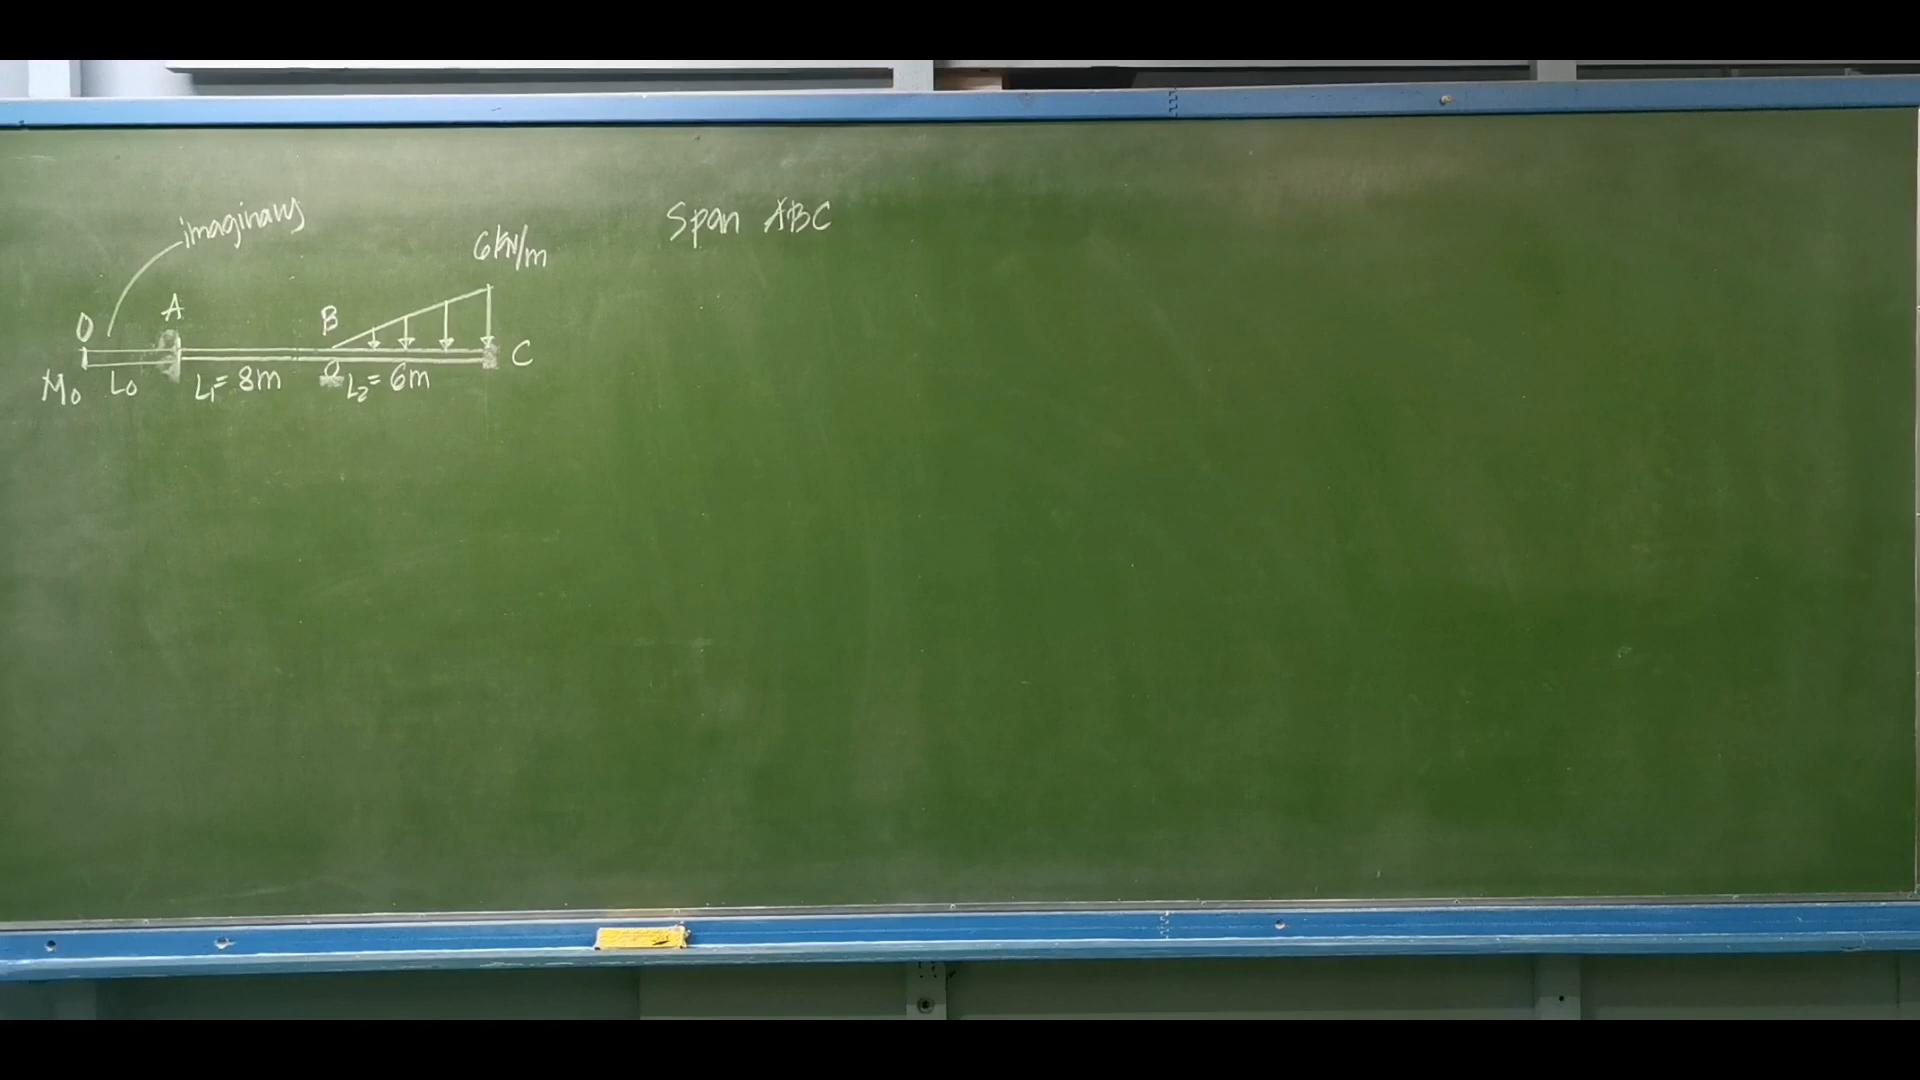 imaginary
Span ABC
6kN/m
O
A
B
C
M₀
L₀
L₁= 8m
L₂= 6m